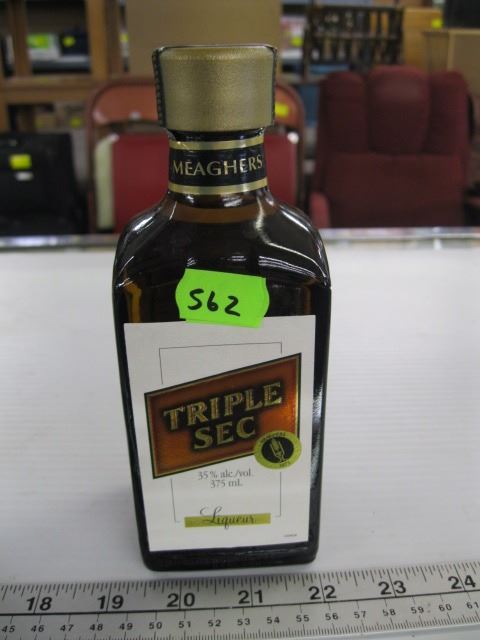 MEAGHERS
562
TRIPLE
SEC
35% alc./vol.
375 mL
Liqueur
18 19 20 21 22 23 24
45 46 47 48 49 50 51 52 53 54 55 56 57 58 59 60 61